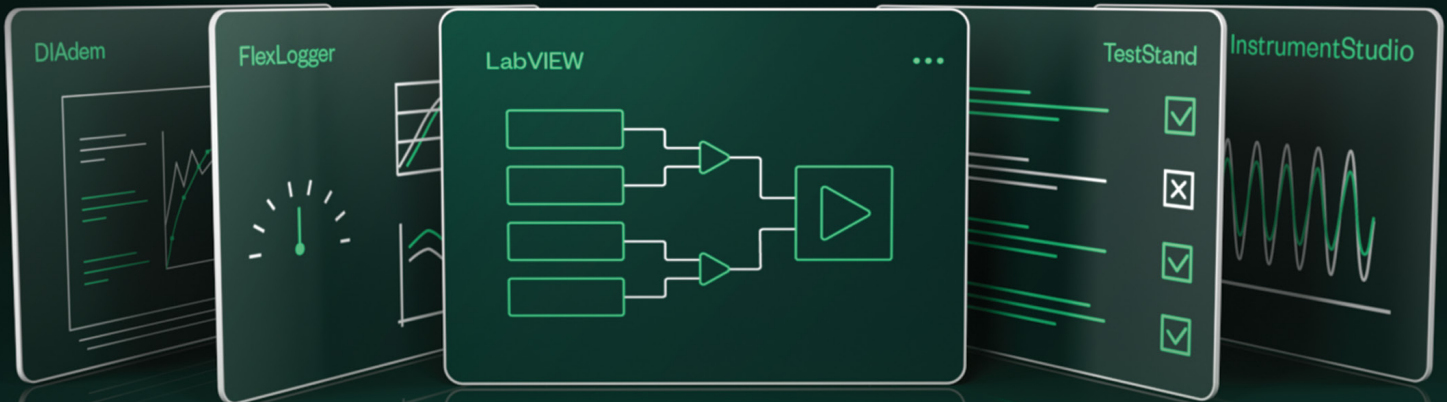 DIAdem
FlexLogger
LabVIEW
TestStand
InstrumentStudio